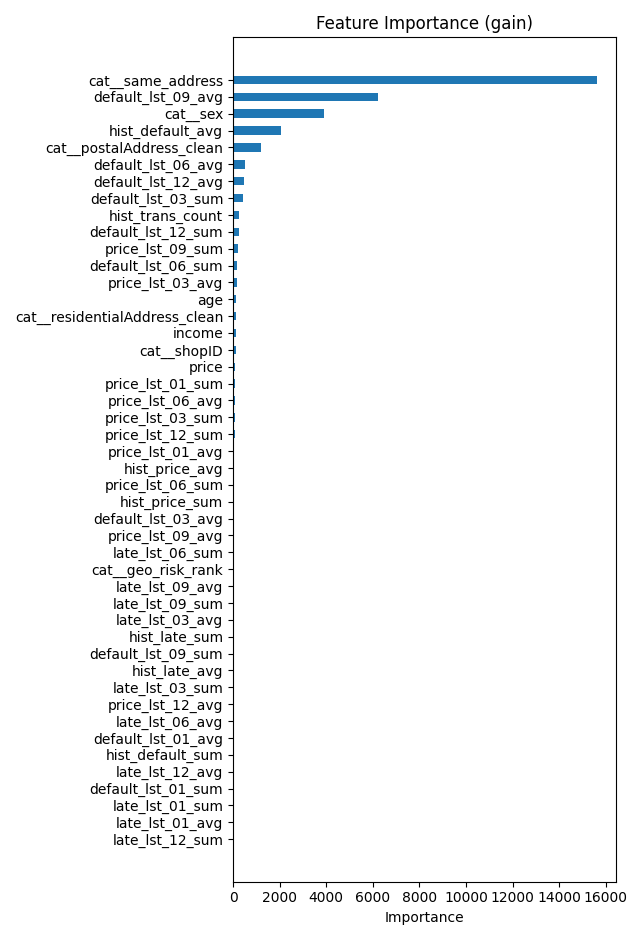 Feature Importance (gain)
cat__same_address
default_lst_09_avg
cat__sex
hist_default_avg
cat__postalAddress_clean
default_lst_06_avg
default_lst_12_avg
default_lst_03_sum
hist_trans_count
default_lst_12_sum
price_lst_09_sum
default_lst_06_sum
price_lst_03_avg
age
cat__residentialAddress_clean
income
cat__shopID
price
price_lst_01_sum
price_lst_06_avg
price_lst_03_sum
price_lst_12_sum
price_lst_01_avg
hist_price_avg
price_lst_06_sum
hist_price_sum
default_lst_03_avg
price_lst_09_avg
late_lst_06_sum
cat__geo_risk_rank
late_lst_09_avg
late_lst_09_sum
late_lst_03_avg
hist_late_sum
default_lst_09_sum
hist_late_avg
late_lst_03_sum
price_lst_12_avg
late_lst_06_avg
default_lst_01_avg
hist_default_sum
late_lst_12_avg
default_lst_01_sum
late_lst_01_sum
late_lst_01_avg
late_lst_12_sum
0 2000 4000 6000 8000 10000 12000 14000 16000
Importance